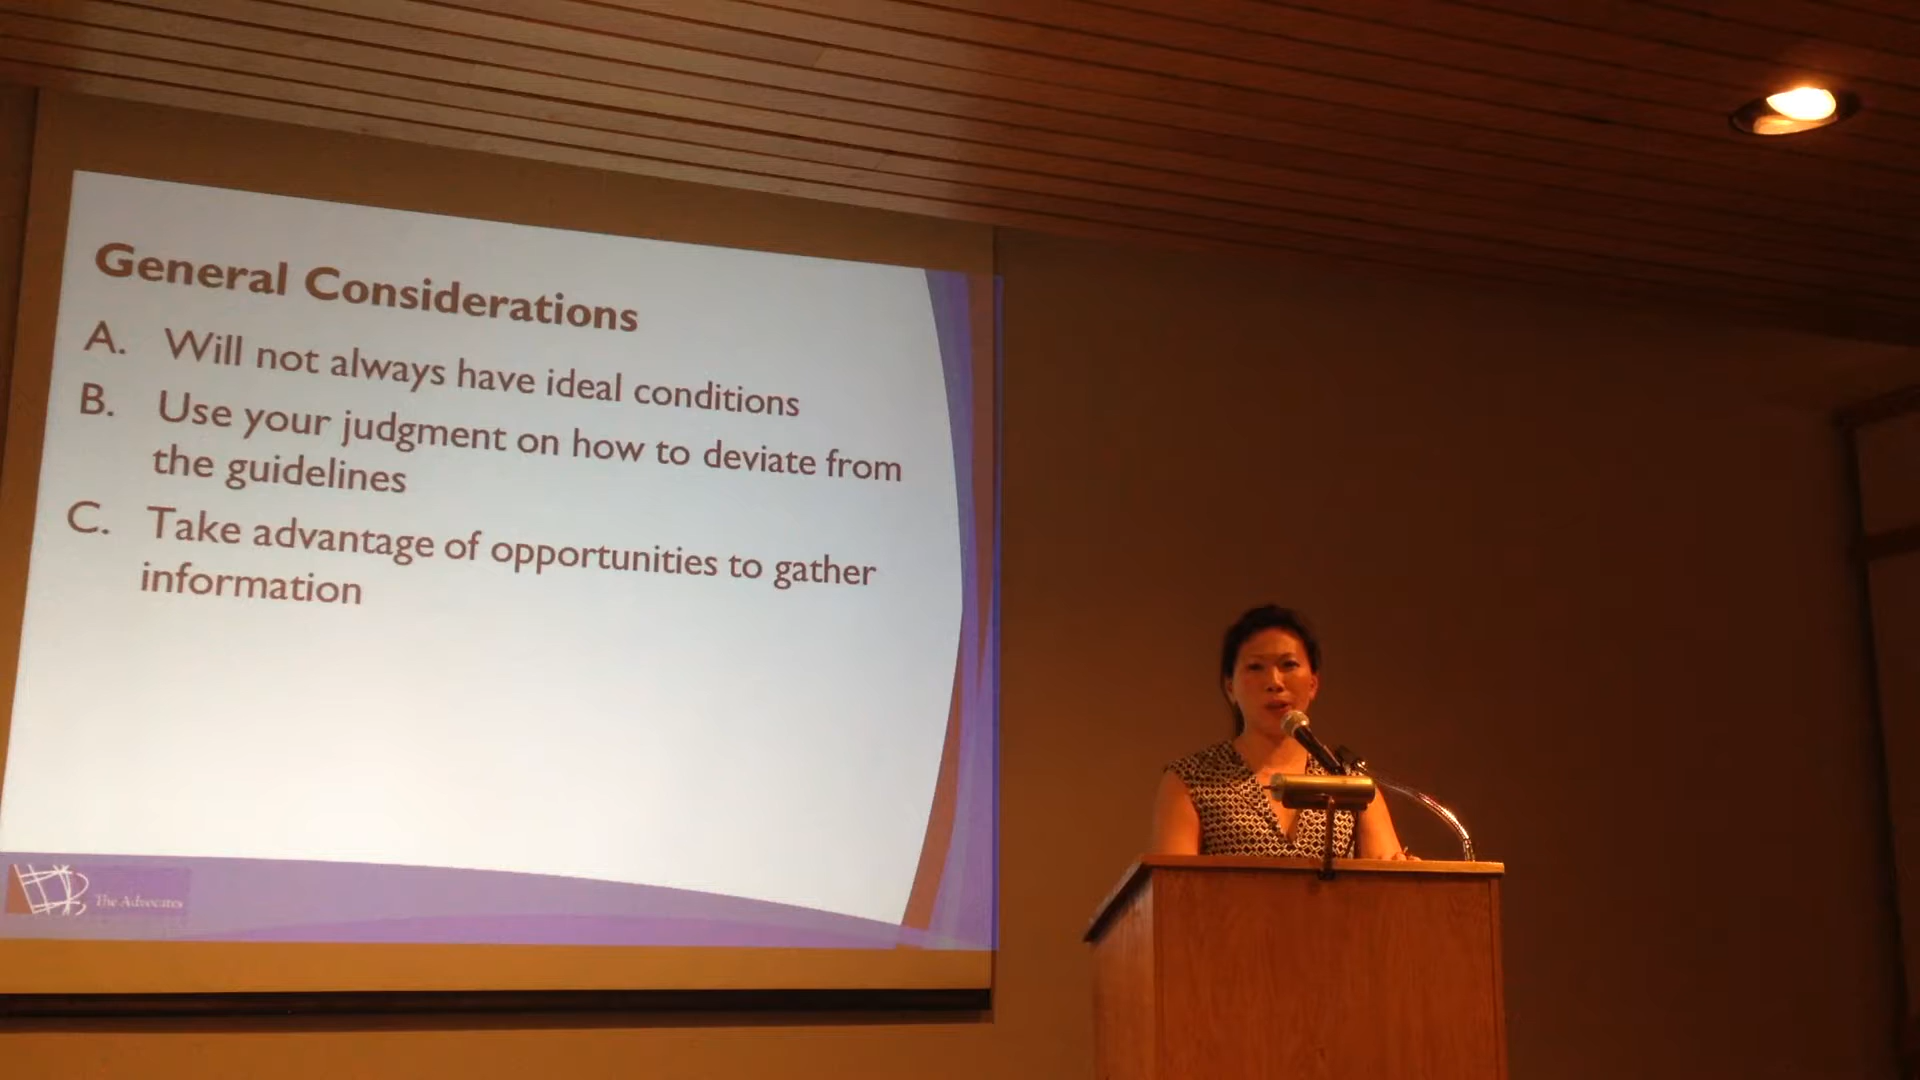 General Considerations
A. Will not always have ideal conditions
B. Use your judgment on how to deviate from
the guidelines
C. Take advantage of opportunities to gather
information
The Advocates